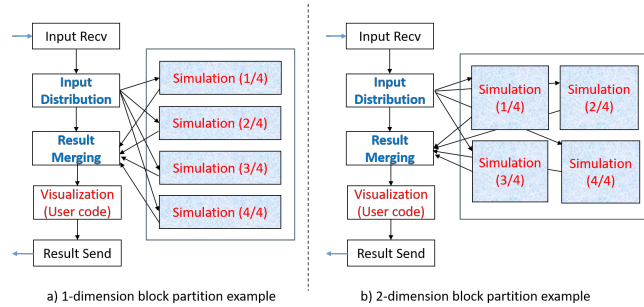 Input Recv
Input
Distribution
Result
Merging
Visualization
(User code)
Result Send
Simulation (1/4)
Simulation (2/4)
Simulation (3/4)
Simulation (4/4)
a) 1-dimension block partition example
Input Recv
Input
Distribution
Result
Merging
Visualization
(User code)
Result Send
Simulation
(1/4)
Simulation
(2/4)
Simulation
(3/4)
Simulation
(4/4)
b) 2-dimension block partition example